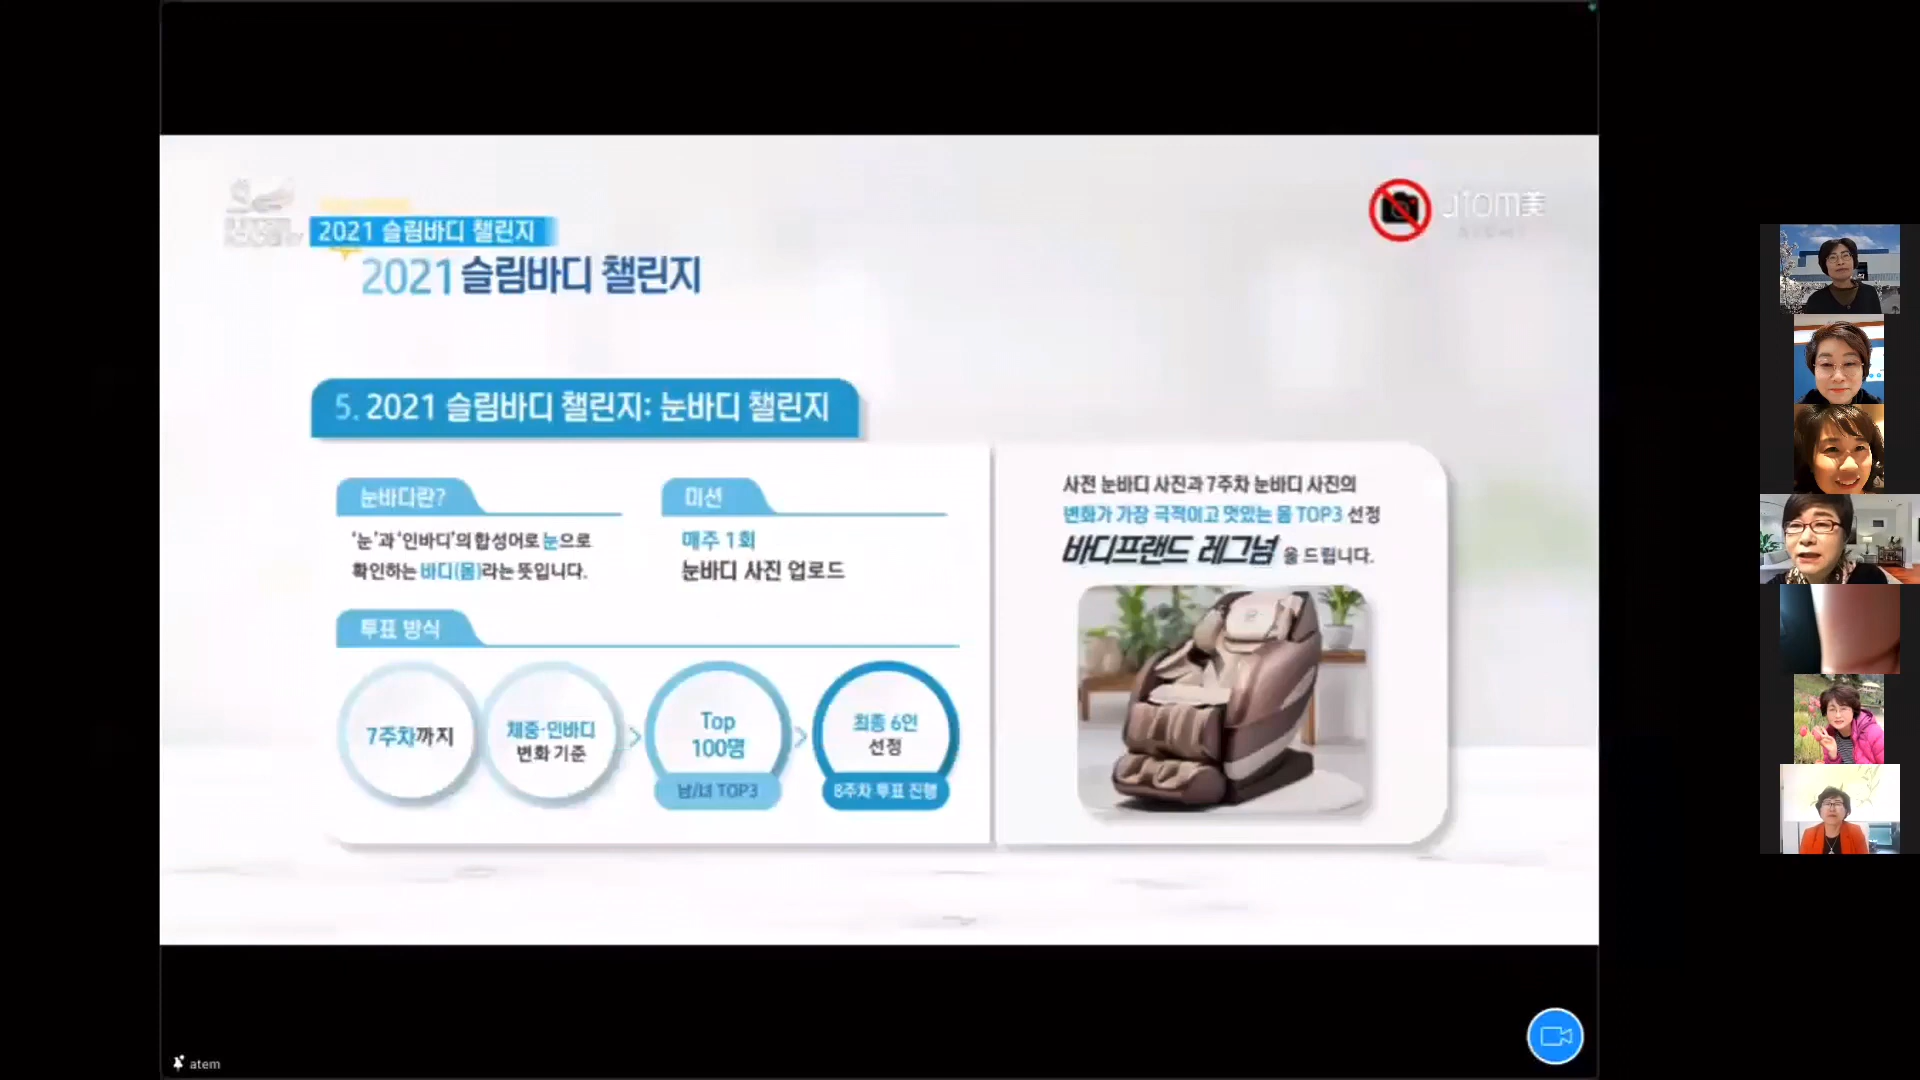 2021 슬림바디 챌린지
2021 슬림바디 챌린지
atom美
5. 2021 슬림바디 챌린지: 눈바디 챌린지
눈바디란?
'눈'과 '인바디'의 합성어로 눈으로
확인하는 바디(몸)라는 뜻입니다.
미션
매주 1회
눈바디 사진 업로드
투표 방식
7주차까지
체중·인바디
변화 기준
Top
100명
남/녀 TOP3
최종 6인
선정
8주차 투표 진행
사전 눈바디 사진과 7주차 눈바디 사진의
변화가 가장 극적이고 멋있는 몸 TOP3 선정
바디프랜드 레그넘 을 드립니다.
atem